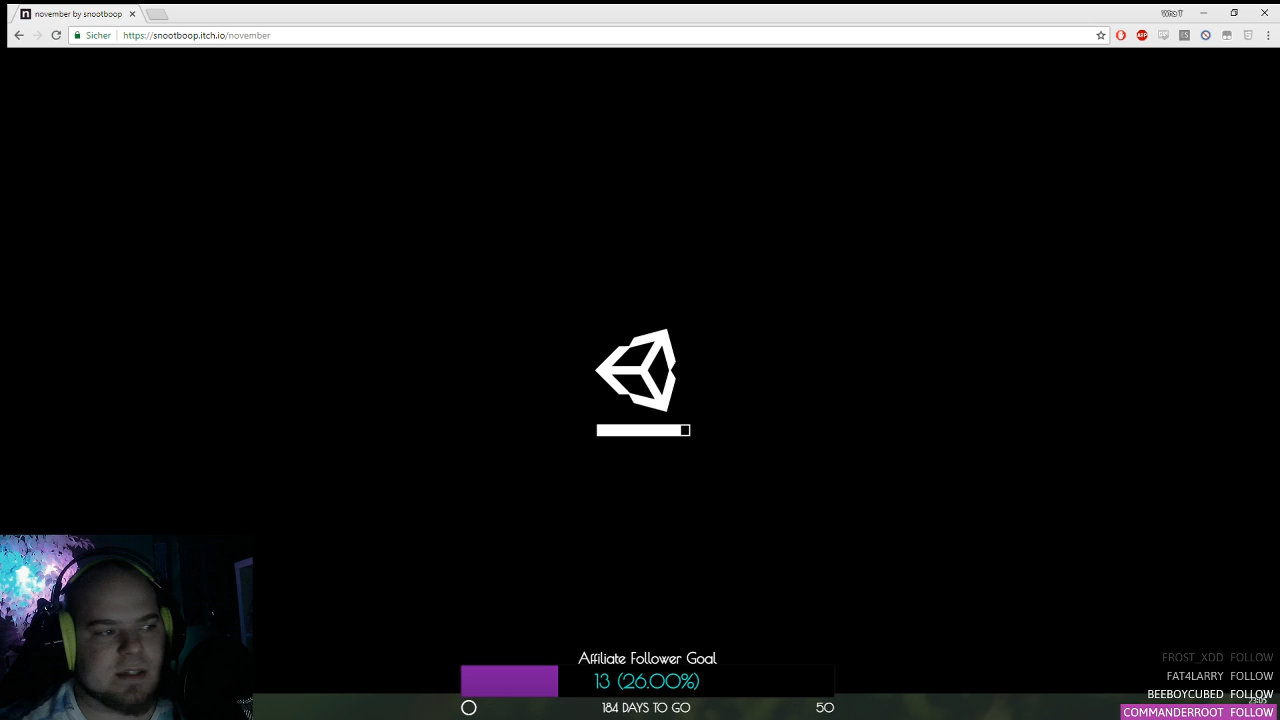 november by snootboop
Sicher https://snootboop.itch.io/november
Affiliate Follower Goal
13 (26.00%)
0 184 DAYS TO GO 50
FROST_XDD FOLLOW
FAT4LARRY FOLLOW
BEEBOYCUBED FOLLOW
COMMANDERROOT FOLLOW